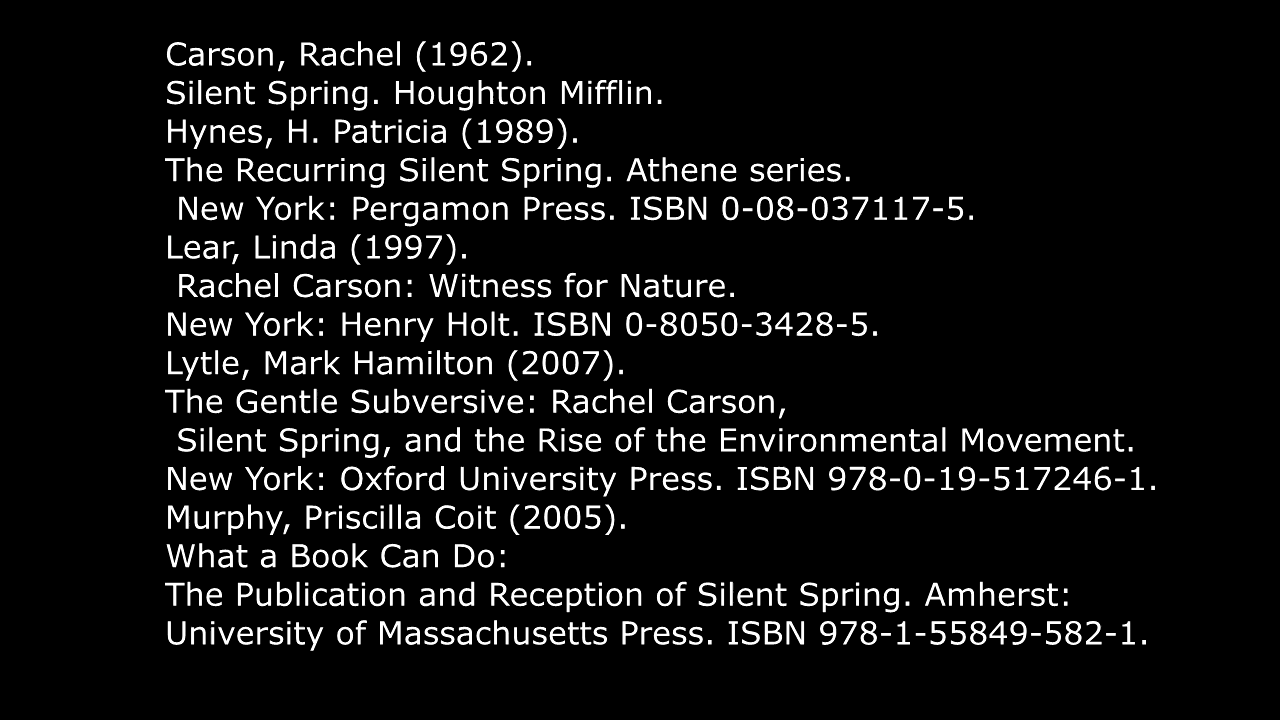 Carson, Rachel (1962).
Silent Spring. Houghton Mifflin.
Hynes, H. Patricia (1989).
The Recurring Silent Spring. Athene series.
New York: Pergamon Press. ISBN 0-08-037117-5.
Lear, Linda (1997).
Rachel Carson: Witness for Nature.
New York: Henry Holt. ISBN 0-8050-3428-5.
Lytle, Mark Hamilton (2007).
The Gentle Subversive: Rachel Carson,
Silent Spring, and the Rise of the Environmental Movement.
New York: Oxford University Press. ISBN 978-0-19-517246-1.
Murphy, Priscilla Coit (2005).
What a Book Can Do:
The Publication and Reception of Silent Spring. Amherst:
University of Massachusetts Press. ISBN 978-1-55849-582-1.